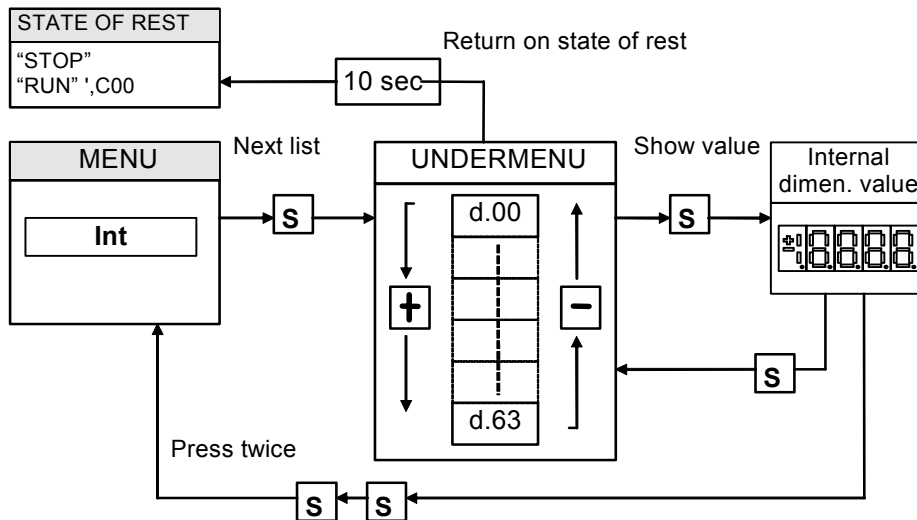 STATE OF REST
“STOP”
“RUN” ',C00
Return on state of rest
10 sec
MENU
Next list
UNDERMENU
Show value
Internal
dimen. value
Int
S
d.00
S
+
−
S
d.63
Press twice
S
S